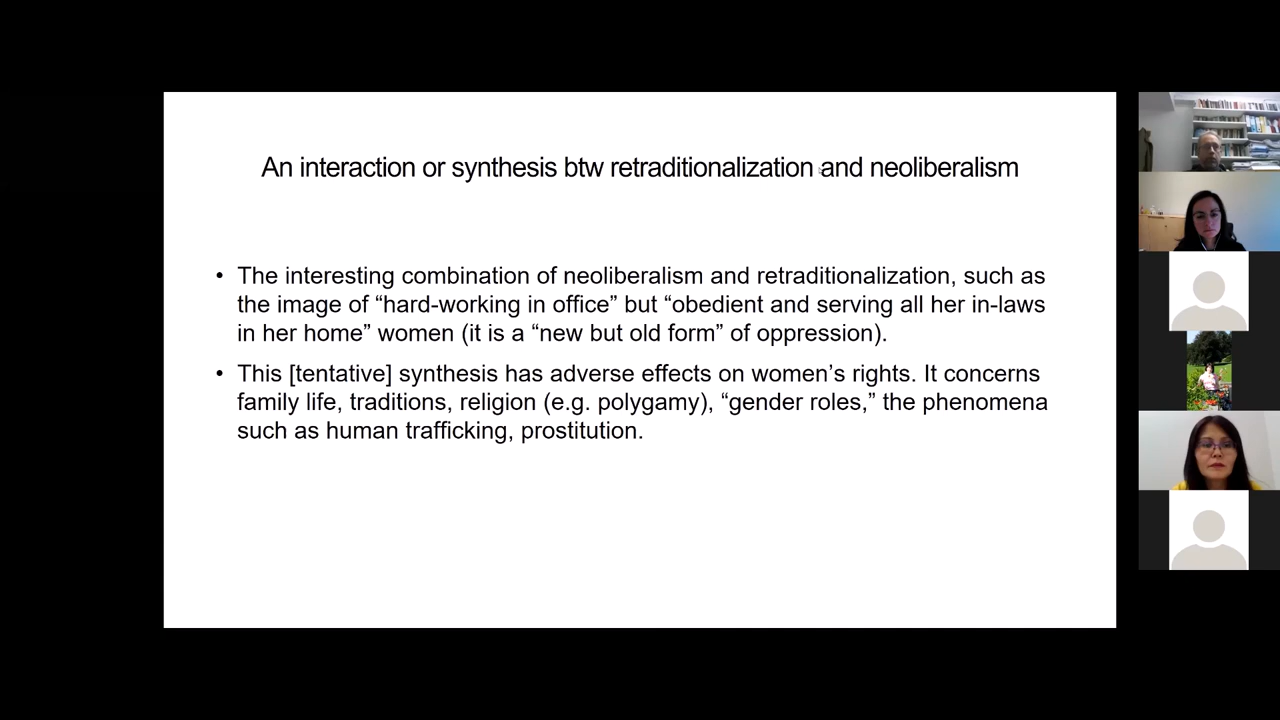 An interaction or synthesis btw retraditionalization and neoliberalism
• The interesting combination of neoliberalism and retraditionalization, such as
the image of “hard-working in office” but “obedient and serving all her in-laws
in her home” women (it is a “new but old form” of oppression).
• This [tentative] synthesis has adverse effects on women’s rights. It concerns
family life, traditions, religion (e.g. polygamy), “gender roles,” the phenomena
such as human trafficking, prostitution.